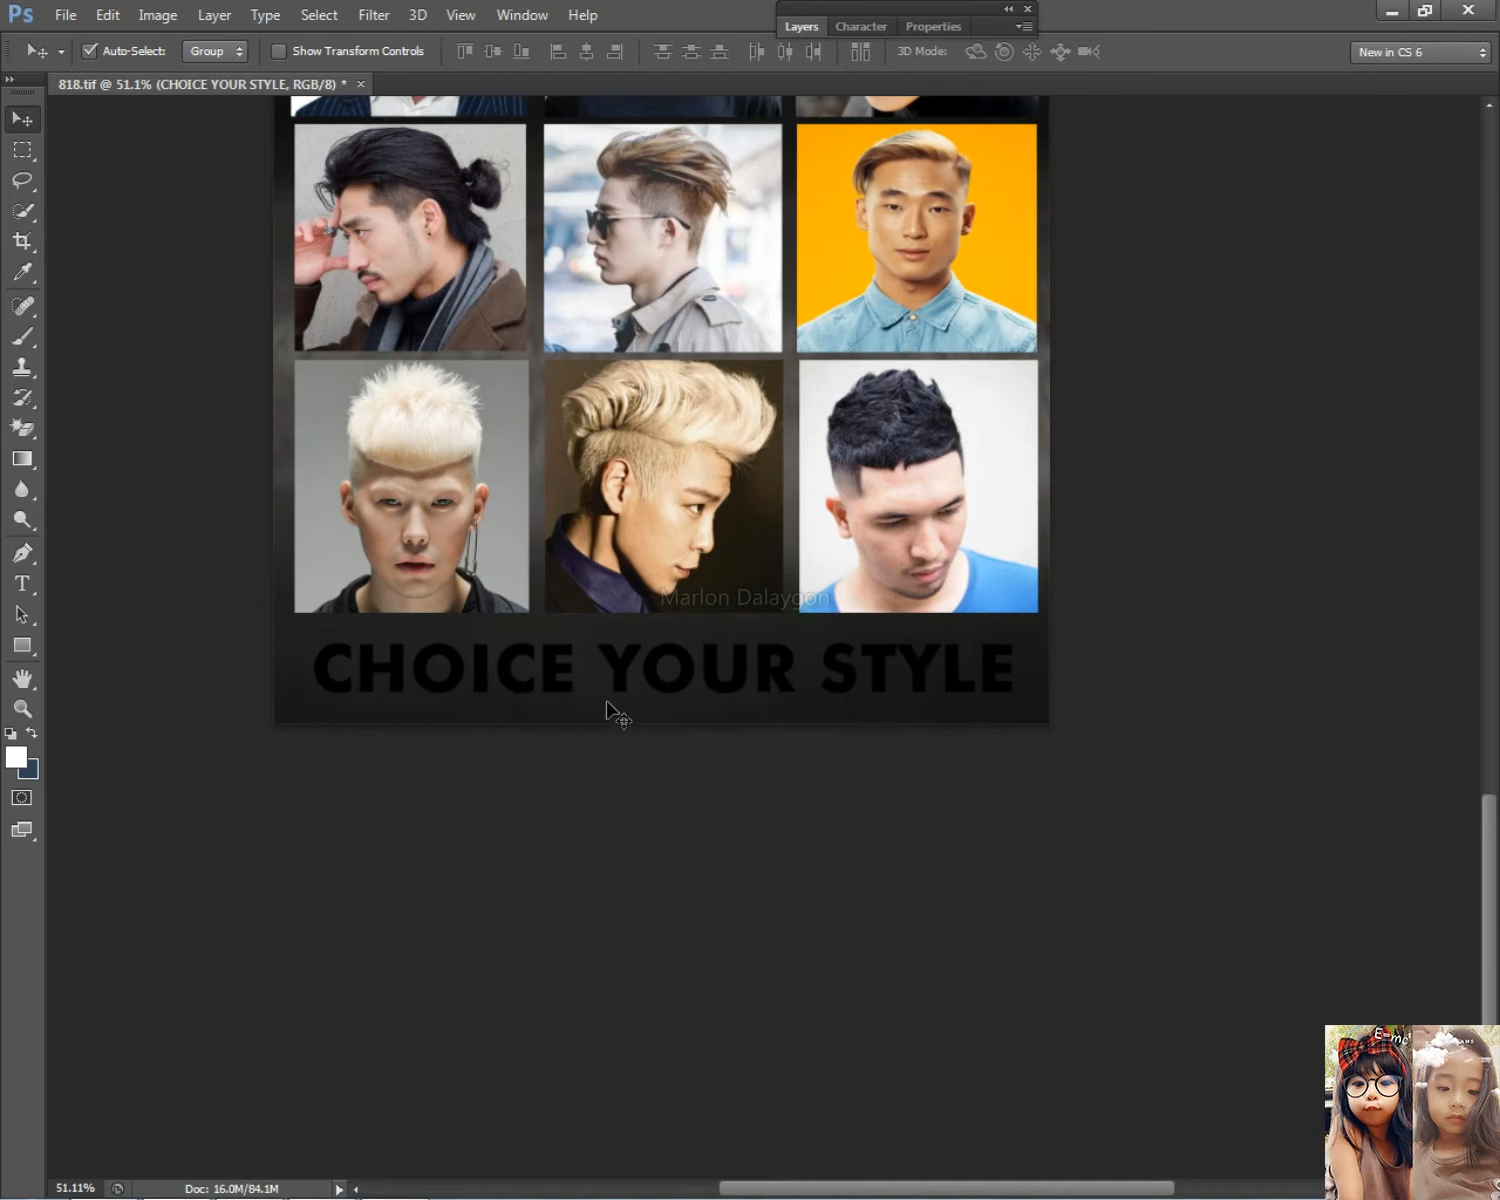 Ps File Edit Image Layer Type Select Filter 3D View Window Help
Layers Character Properties
Auto-Select: Group Show Transform Controls 3D Mode: New in CS 6
818.tif @ 51.1% (CHOICE YOUR STYLE, RGB/8) * ×
Marlon Dalaygon
CHOICE YOUR STYLE
T
E=mc²
51.11% Doc: 16.0M/84.1M